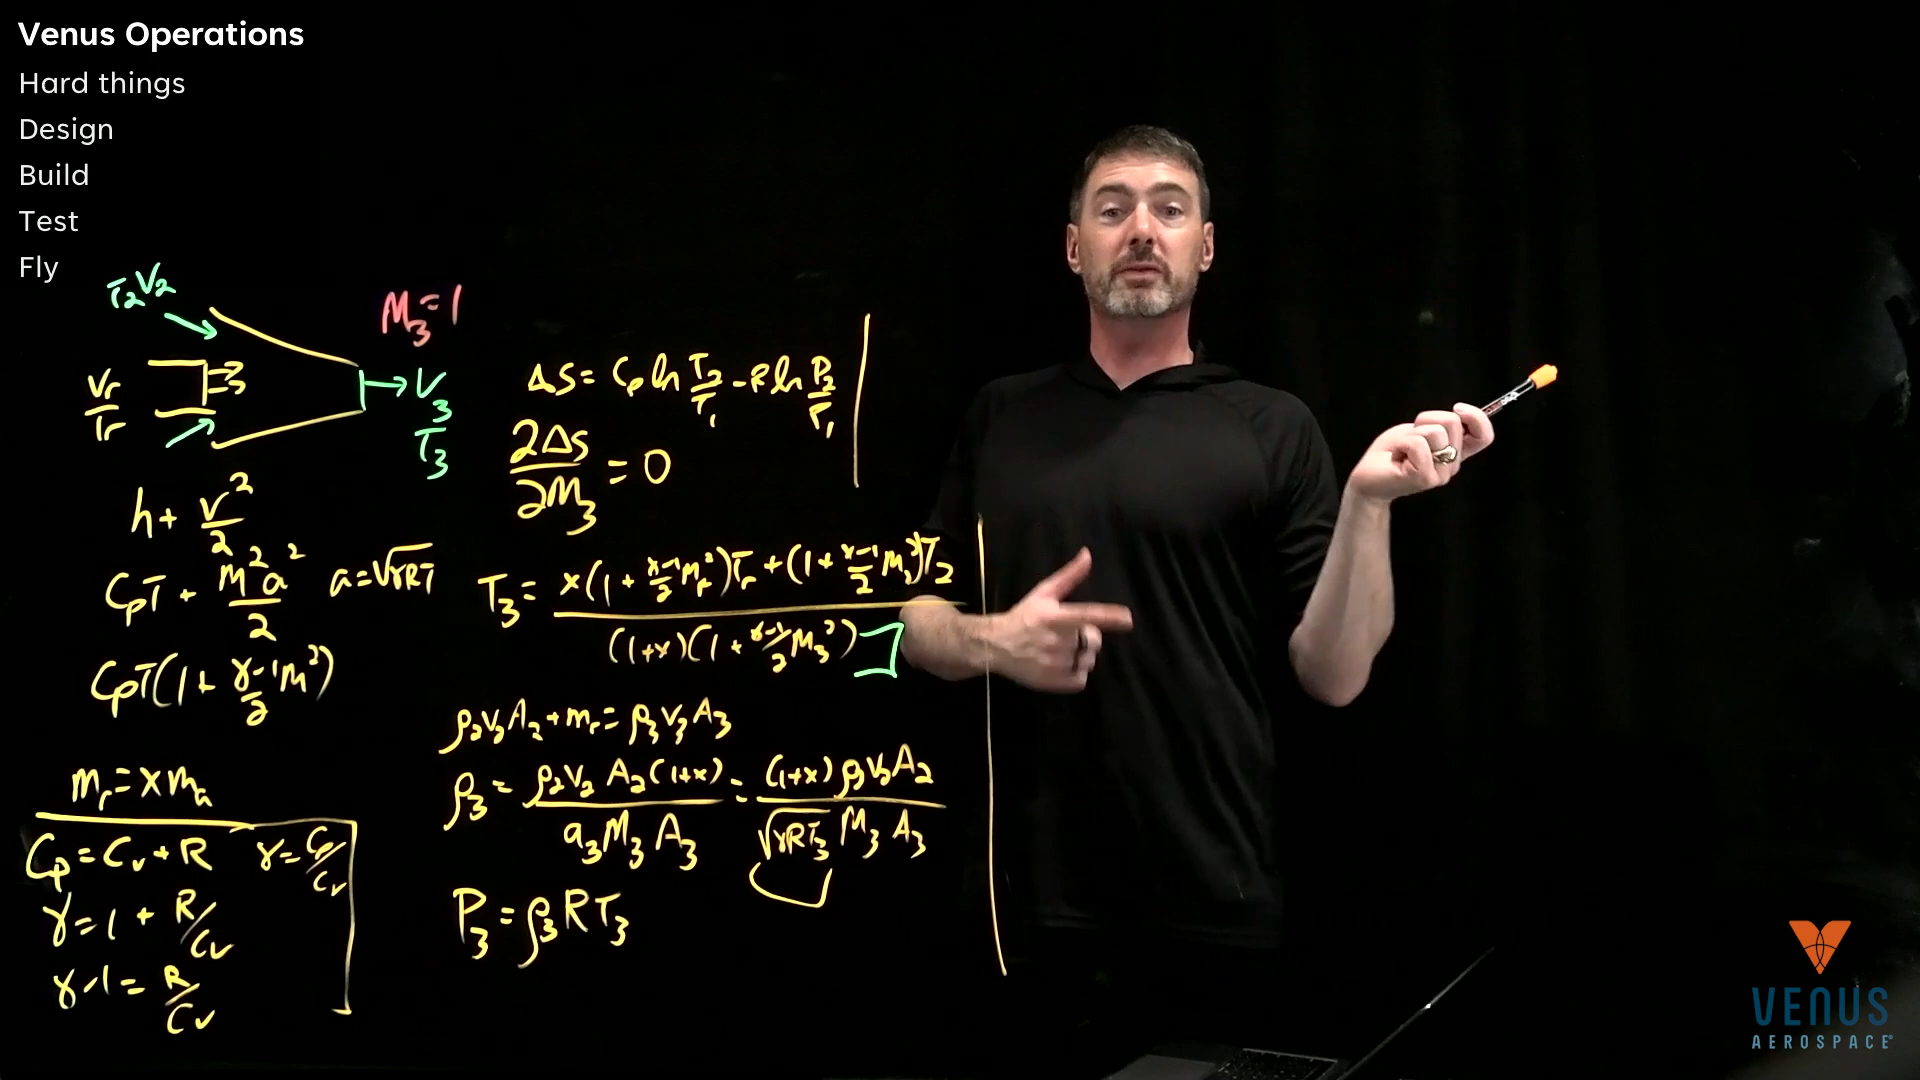 Venus Operations
Hard things
Design
Build
Test
Fly
T₂V₂
M₃=1
Vr/Tr
V₃
T₃
ΔS= Cp ln T₂/T₁ - R ln P₂/P₁
∂ΔS/∂M₃ = 0
h+ V²/2
CpT + M²a²/2
a=√γRT
CpT(1+ γ-1/2 M²)
T₃= x(1+ γ-1/2 Mr²)Tr+(1+ γ-1/2 M₂²)T₂ / (1+x)(1+ γ-1/2 M₃²)
ρ₂V₂A₂+mr=ρ₃V₃A₃
ρ₃= ρ₂V₂ A₂(1+x) / a₃M₃A₃ = (1+x)ρ₂V₂A₂ / √γRT₃ M₃ A₃
P₃=ρ₃RT₃
mr=xma
Cp=Cv+R
γ=Cp/Cv
γ=1+R/Cv
γ-1=R/Cv
VENUS
AEROSPACE®